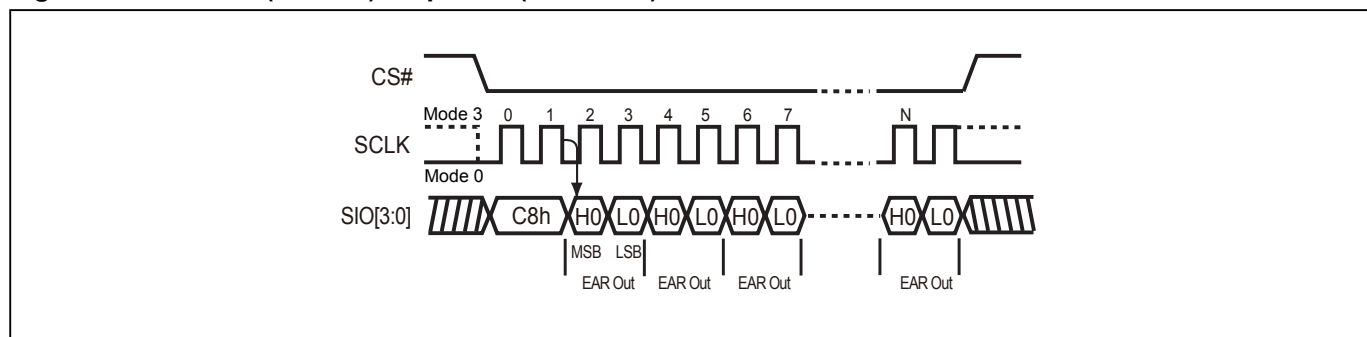 CS#
Mode 3 0 1 2 3 4 5 6 7 N
SCLK
Mode 0
SIO[3:0] C8h H0 L0 H0 L0 H0 L0 H0 L0
MSB LSB
EAR Out EAR Out EAR Out EAR Out